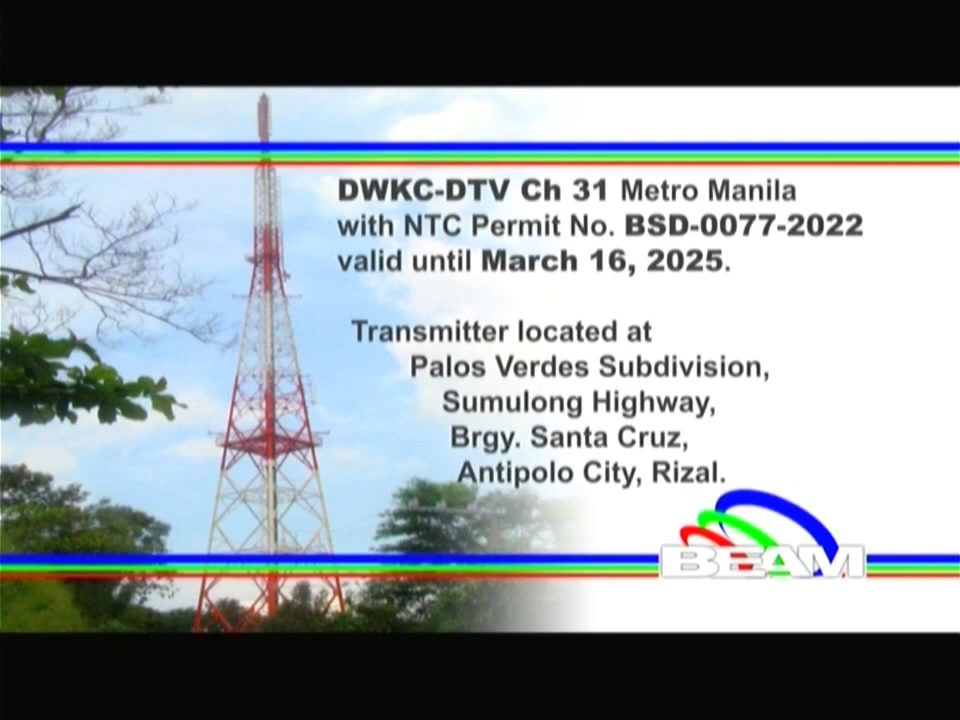 DWKC-DTV Ch 31 Metro Manila
with NTC Permit No. BSD-0077-2022
valid until March 16, 2025.
Transmitter located at
Palos Verdes Subdivision,
Sumulong Highway,
Brgy. Santa Cruz,
Antipolo City, Rizal.
BEAM